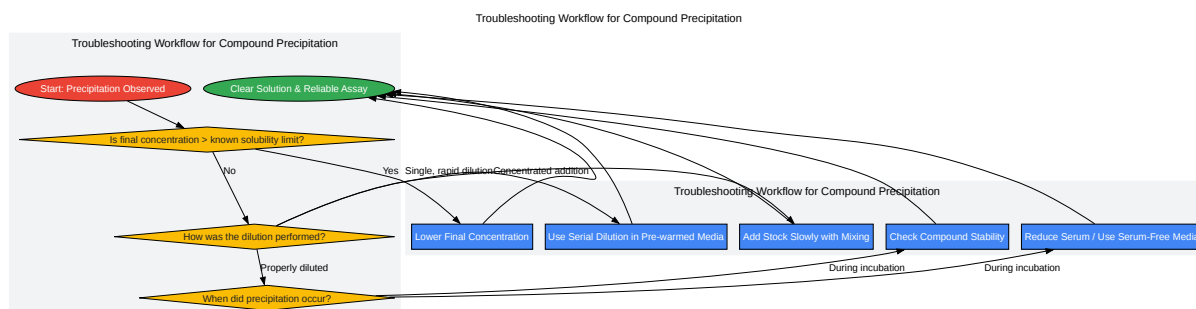 Troubleshooting Workflow for Compound Precipitation
Troubleshooting Workflow for Compound Precipitation
Start: Precipitation Observed
Clear Solution & Reliable Assay
Is final concentration > known solubility limit?
No
Yes
Single, rapid dilution
Concentrated addition
Troubleshooting Workflow for Compound Precipitation
How was the dilution performed?
Lower Final Concentration
Use Serial Dilution in Pre-warmed Media
Add Stock Slowly with Mixing
Check Compound Stability
Reduce Serum / Use Serum-Free Media
Properly diluted
During incubation
During incubation
When did precipitation occur?